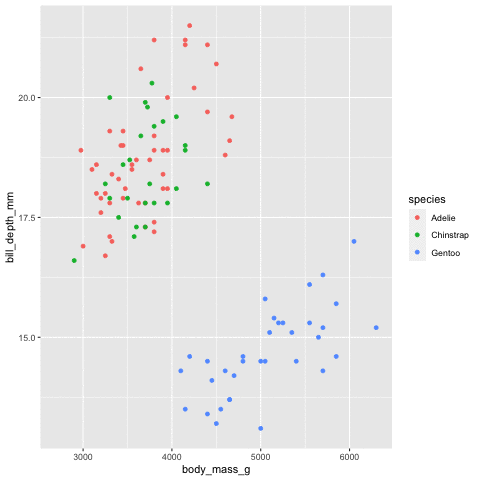 20.0
17.5
15.0
bill_depth_mm
3000 4000 5000 6000
body_mass_g
species
Adelie
Chinstrap
Gentoo